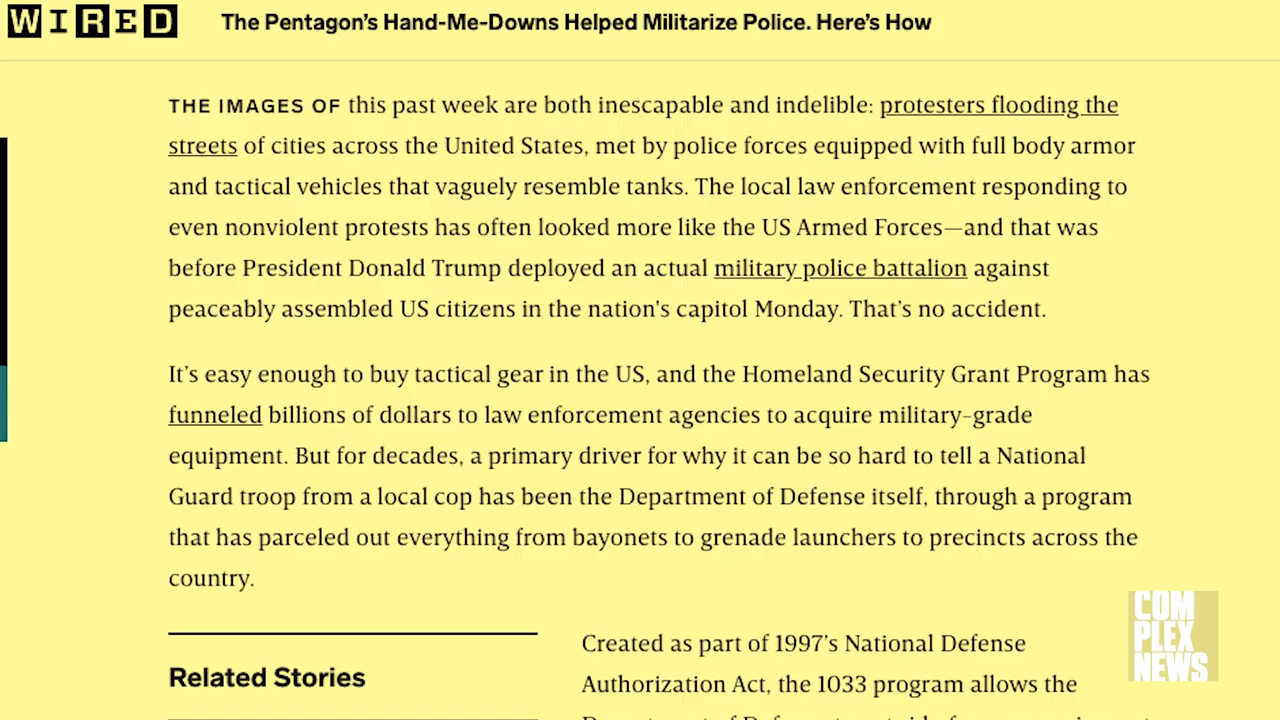 WIRED
The Pentagon's Hand-Me-Downs Helped Militarize Police. Here's How
THE IMAGES OF this past week are both inescapable and indelible: protesters flooding the
streets of cities across the United States, met by police forces equipped with full body armor
and tactical vehicles that vaguely resemble tanks. The local law enforcement responding to
even nonviolent protests has often looked more like the US Armed Forces—and that was
before President Donald Trump deployed an actual military police battalion against
peaceably assembled US citizens in the nation's capitol Monday. That's no accident.
It's easy enough to buy tactical gear in the US, and the Homeland Security Grant Program has
funneled billions of dollars to law enforcement agencies to acquire military-grade
equipment. But for decades, a primary driver for why it can be so hard to tell a National
Guard troop from a local cop has been the Department of Defense itself, through a program
that has parceled out everything from bayonets to grenade launchers to precincts across the
country.
Related Stories
Created as part of 1997's National Defense
Authorization Act, the 1033 program allows the
COM
PLEX
NEWS